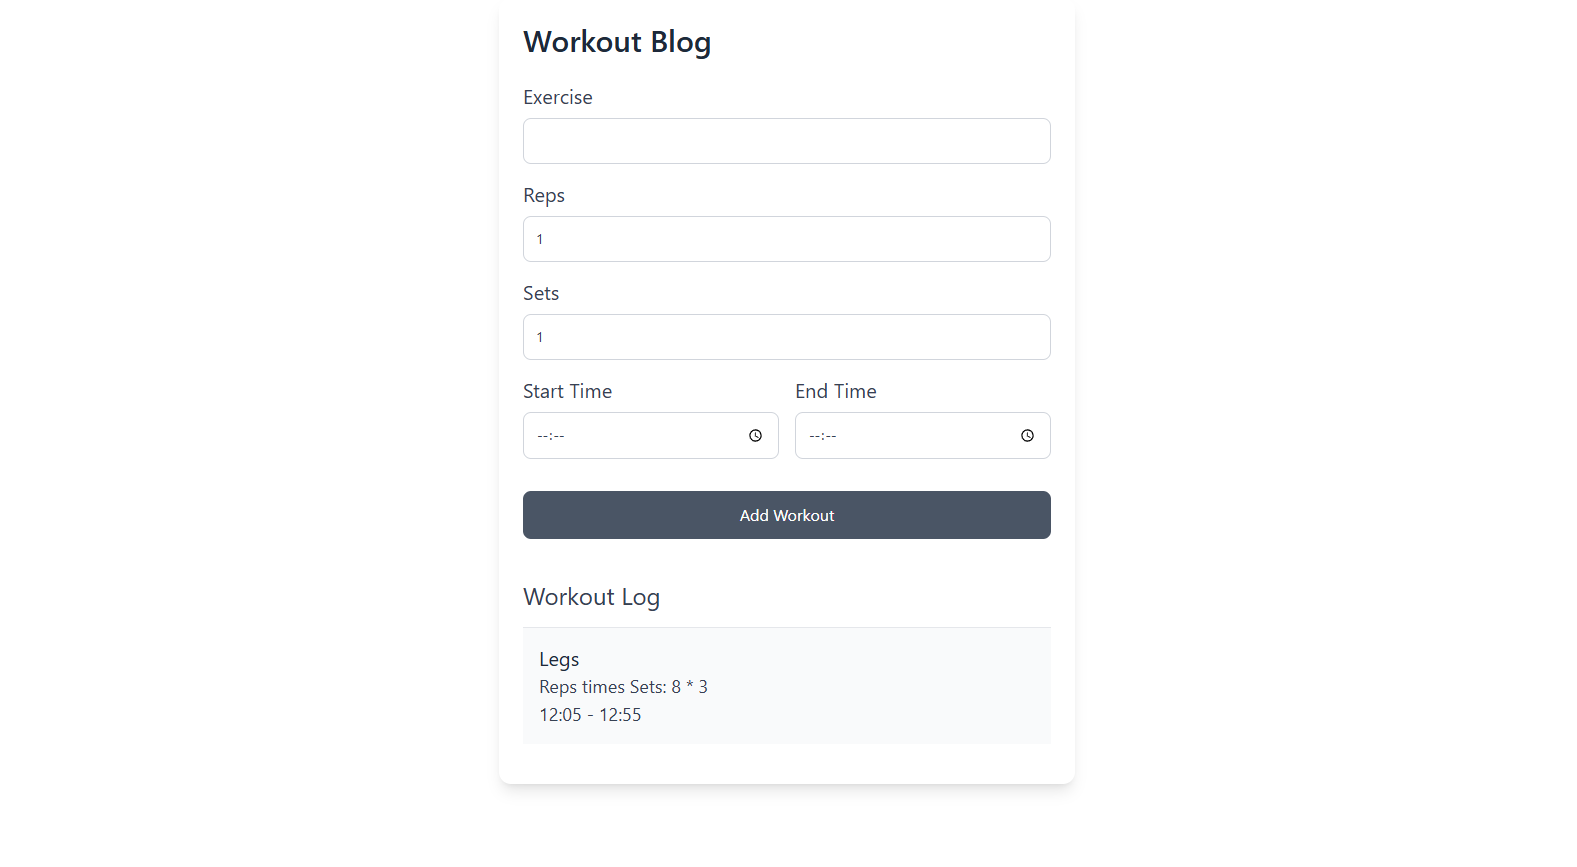 Workout Blog
Exercise
Reps
1
Sets
1
Start Time End Time
--:-- --:--
Add Workout
Workout Log
Legs
Reps times Sets: 8 * 3
12:05 - 12:55